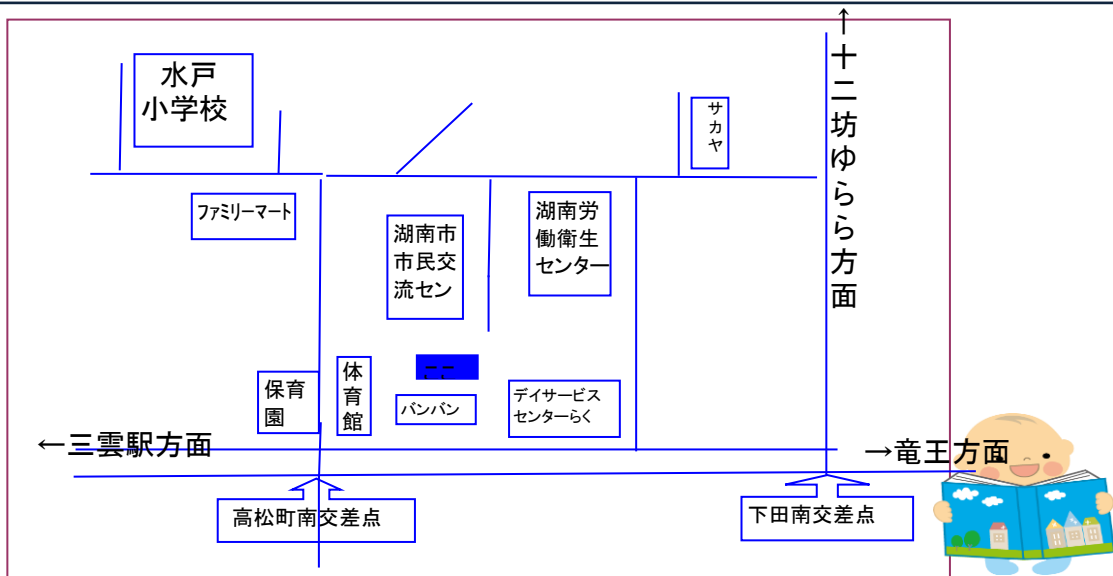 ↑十二坊ゆらら方面
水戸
小学校
サカヤ
ファミリーマート
湖南市
市民交
流セン
湖南労
働衛生
センター
保育
園
体育館
バンバン
デイサービス
センターらく
←三雲駅方面
→竜王方面
高松町南交差点
下田南交差点